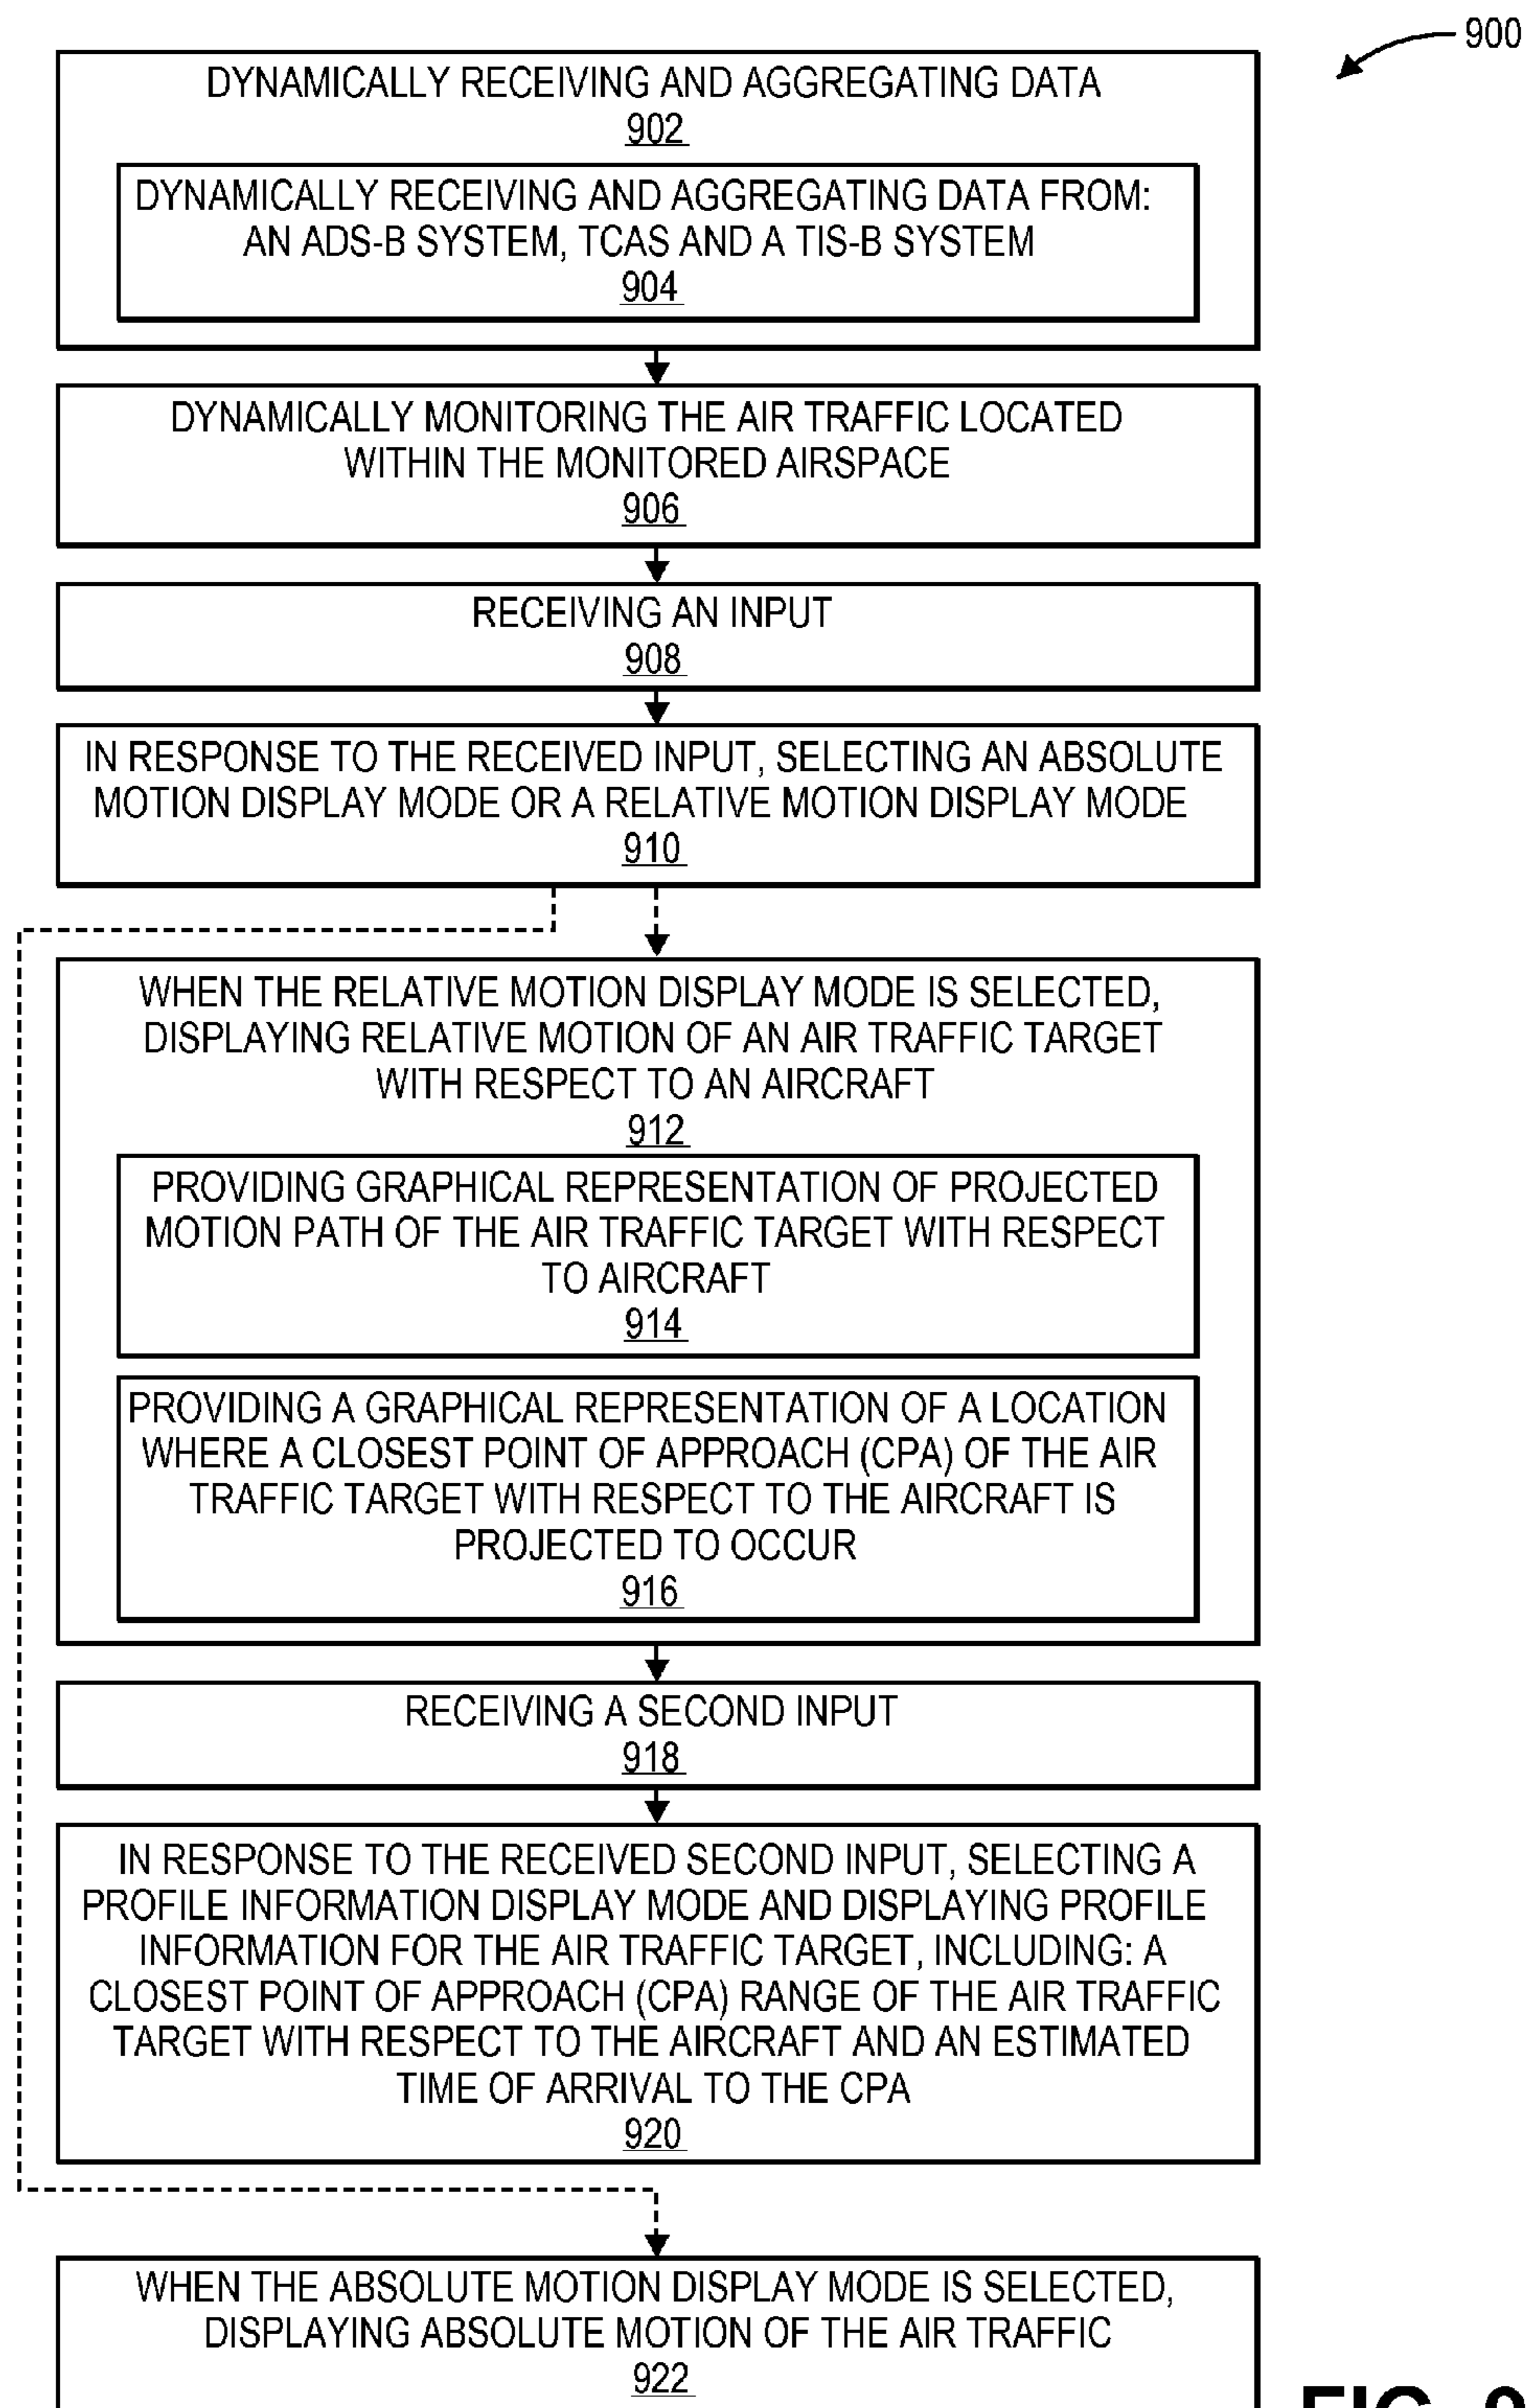 900
DYNAMICALLY RECEIVING AND AGGREGATING DATA
902
DYNAMICALLY RECEIVING AND AGGREGATING DATA FROM:
AN ADS-B SYSTEM, TCAS AND A TIS-B SYSTEM
904
DYNAMICALLY MONITORING THE AIR TRAFFIC LOCATED
WITHIN THE MONITORED AIRSPACE
906
RECEIVING AN INPUT
908
IN RESPONSE TO THE RECEIVED INPUT, SELECTING AN ABSOLUTE
MOTION DISPLAY MODE OR A RELATIVE MOTION DISPLAY MODE
910
WHEN THE RELATIVE MOTION DISPLAY MODE IS SELECTED,
DISPLAYING RELATIVE MOTION OF AN AIR TRAFFIC TARGET
WITH RESPECT TO AN AIRCRAFT
912
PROVIDING GRAPHICAL REPRESENTATION OF PROJECTED
MOTION PATH OF THE AIR TRAFFIC TARGET WITH RESPECT
TO AIRCRAFT
914
PROVIDING A GRAPHICAL REPRESENTATION OF A LOCATION
WHERE A CLOSEST POINT OF APPROACH (CPA) OF THE AIR
TRAFFIC TARGET WITH RESPECT TO THE AIRCRAFT IS
PROJECTED TO OCCUR
916
RECEIVING A SECOND INPUT
918
IN RESPONSE TO THE RECEIVED SECOND INPUT, SELECTING A
PROFILE INFORMATION DISPLAY MODE AND DISPLAYING PROFILE
INFORMATION FOR THE AIR TRAFFIC TARGET, INCLUDING: A
CLOSEST POINT OF APPROACH (CPA) RANGE OF THE AIR TRAFFIC
TARGET WITH RESPECT TO THE AIRCRAFT AND AN ESTIMATED
TIME OF ARRIVAL TO THE CPA
920
WHEN THE ABSOLUTE MOTION DISPLAY MODE IS SELECTED,
DISPLAYING ABSOLUTE MOTION OF THE AIR TRAFFIC
922